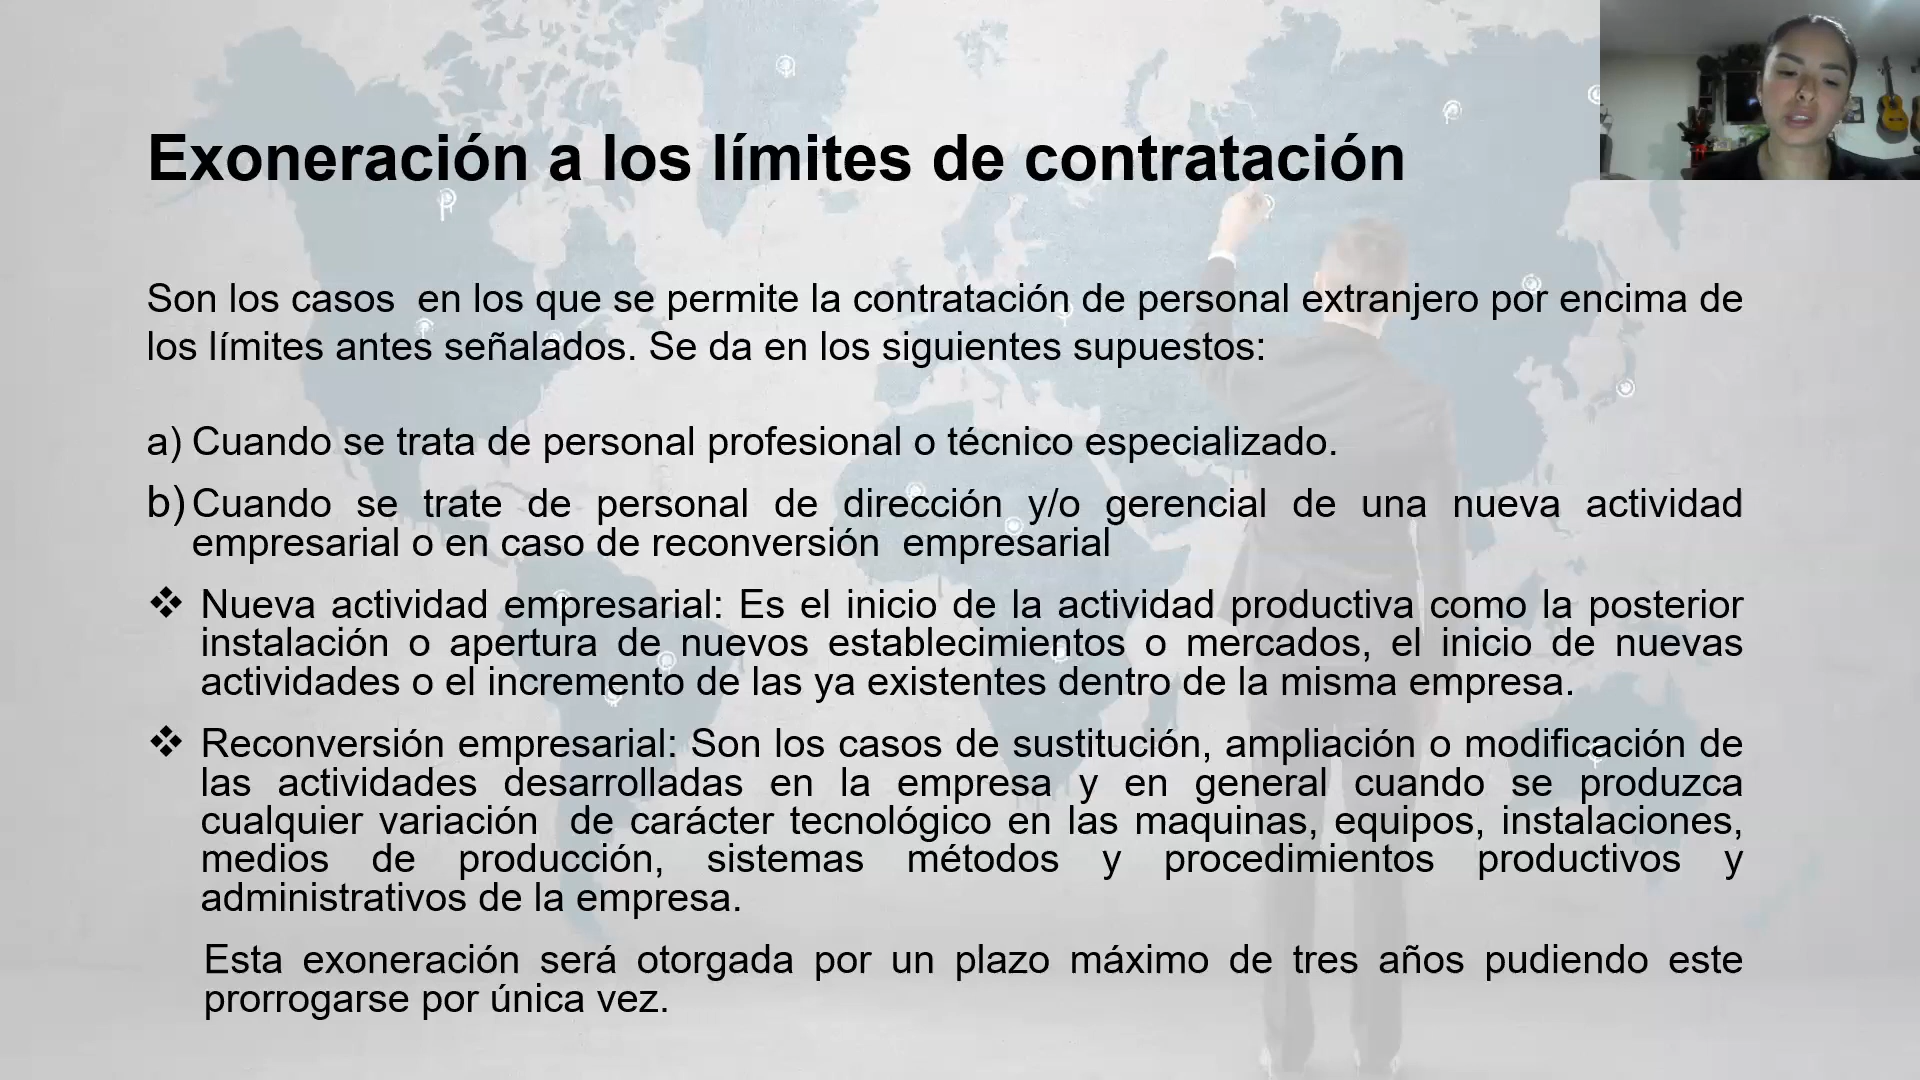 Exoneración a los límites de contratación
Son los casos  en los que se permite la contratación de personal extranjero por encima de
los límites antes señalados. Se da en los siguientes supuestos:
a) Cuando se trata de personal profesional o técnico especializado.
b) Cuando se trate de personal de dirección y/o gerencial de una nueva actividad
empresarial o en caso de reconversión  empresarial
❖ Nueva actividad empresarial: Es el inicio de la actividad productiva como la posterior
instalación o apertura de nuevos establecimientos o mercados, el inicio de nuevas
actividades o el incremento de las ya existentes dentro de la misma empresa.
❖ Reconversión empresarial: Son los casos de sustitución, ampliación o modificación de
las actividades desarrolladas en la empresa y en general cuando se produzca
cualquier variación  de carácter tecnológico en las maquinas, equipos, instalaciones,
medios de producción, sistemas métodos y procedimientos productivos y
administrativos de la empresa.
Esta exoneración será otorgada por un plazo máximo de tres años pudiendo este
prorrogarse por única vez.